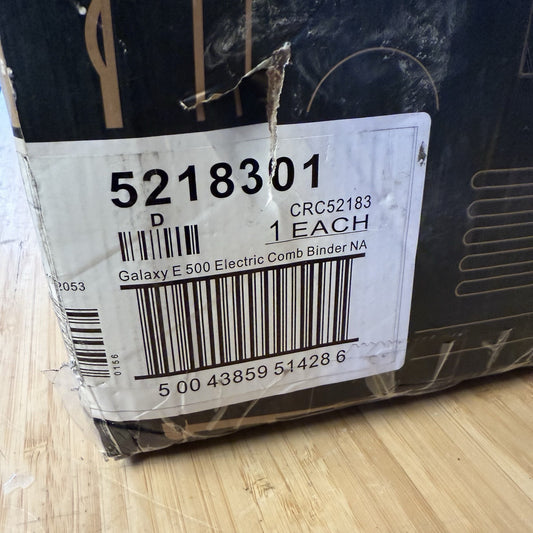 5218301
D
CRC52183
1 EACH
Galaxy E 500 Electric Comb Binder NA
2053
0156
5 00 43859 51428 6